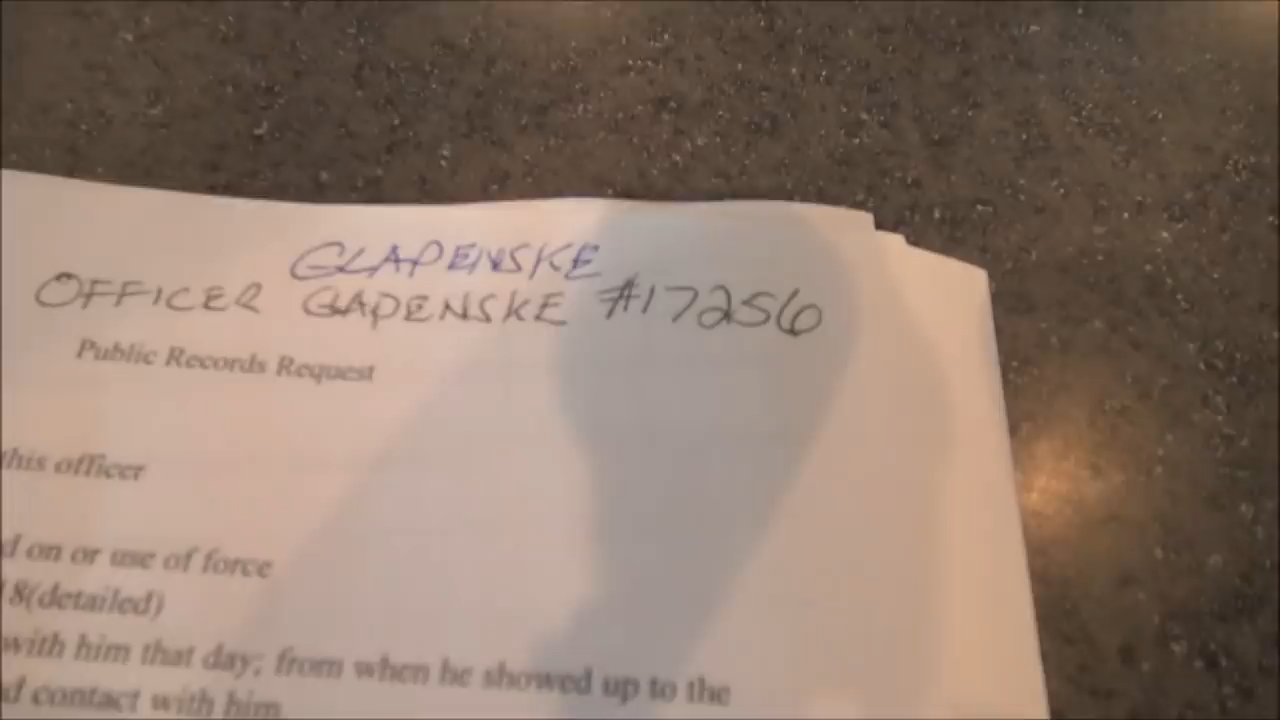 GLAPENSKE
OFFICER GAPENSKE #17256
Public Records Request
this officer
on or use of force
8(detailed)
with him that day; from when he showed up to the
contact with him